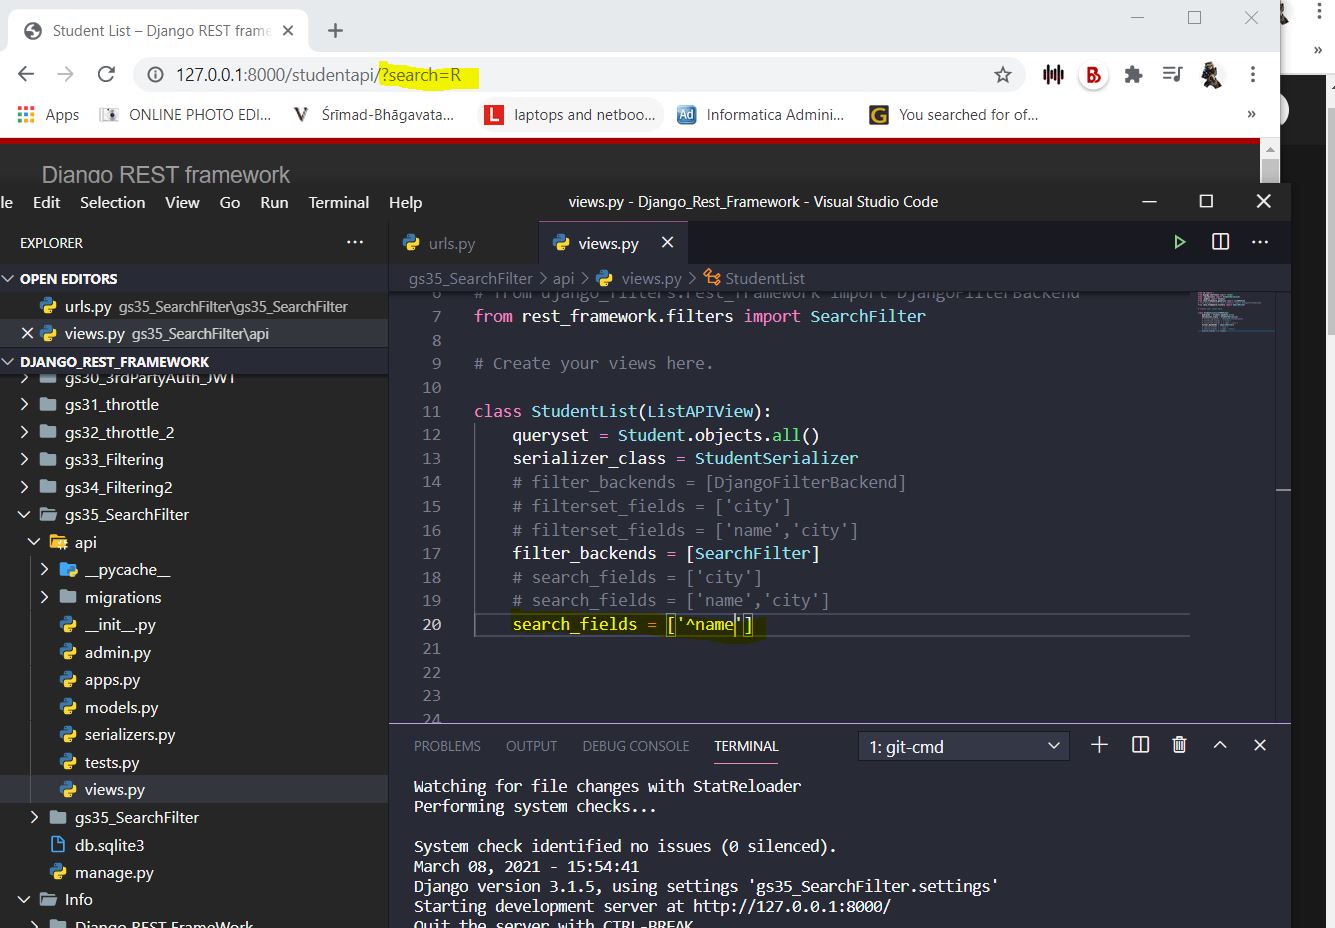 Student List – Django REST frame
127.0.0.1:8000/studentapi/?search=R
Apps
ONLINE PHOTO EDI...
V Śrīmad-Bhāgavata...
L laptops and netboo...
Ad Informatica Admini...
G You searched for of...
»
Django REST framework
le Edit Selection View Go Run Terminal Help
views.py - Django_Rest_Framework - Visual Studio Code
EXPLORER
OPEN EDITORS
urls.py gs35_SearchFilter\gs35_SearchFilter
views.py gs35_SearchFilter\api
DJANGO_REST_FRAMEWORK
gs30_3rdPartyAuth_JWT
gs31_throttle
gs32_throttle_2
gs33_Filtering
gs34_Filtering2
gs35_SearchFilter
api
__pycache__
migrations
__init__.py
admin.py
apps.py
models.py
serializers.py
tests.py
views.py
gs35_SearchFilter
db.sqlite3
manage.py
Info
Django REST FrameWork
urls.py
views.py
gs35_SearchFilter > api > views.py > StudentList
6 # from django_filters.rest_framework import DjangoFilterBackend
7 from rest_framework.filters import SearchFilter
8
9 # Create your views here.
10
11 class StudentList(ListAPIView):
12 queryset = Student.objects.all()
13 serializer_class = StudentSerializer
14 # filter_backends = [DjangoFilterBackend]
15 # filterset_fields = ['city']
16 # filterset_fields = ['name','city']
17 filter_backends = [SearchFilter]
18 # search_fields = ['city']
19 # search_fields = ['name','city']
20 search_fields = ['^name']
21
22
23
24
PROBLEMS OUTPUT DEBUG CONSOLE TERMINAL
1: git-cmd
Watching for file changes with StatReloader
Performing system checks...
System check identified no issues (0 silenced).
March 08, 2021 - 15:54:41
Django version 3.1.5, using settings 'gs35_SearchFilter.settings'
Starting development server at http://127.0.0.1:8000/
Quit the server with CTRL-BREAK